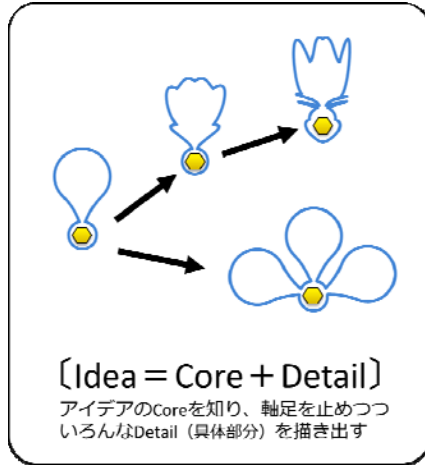 〔Idea＝Core＋Detail〕
アイデアのCoreを知り、軸足を止めつつ
いろんなDetail（具体部分）を描き出す